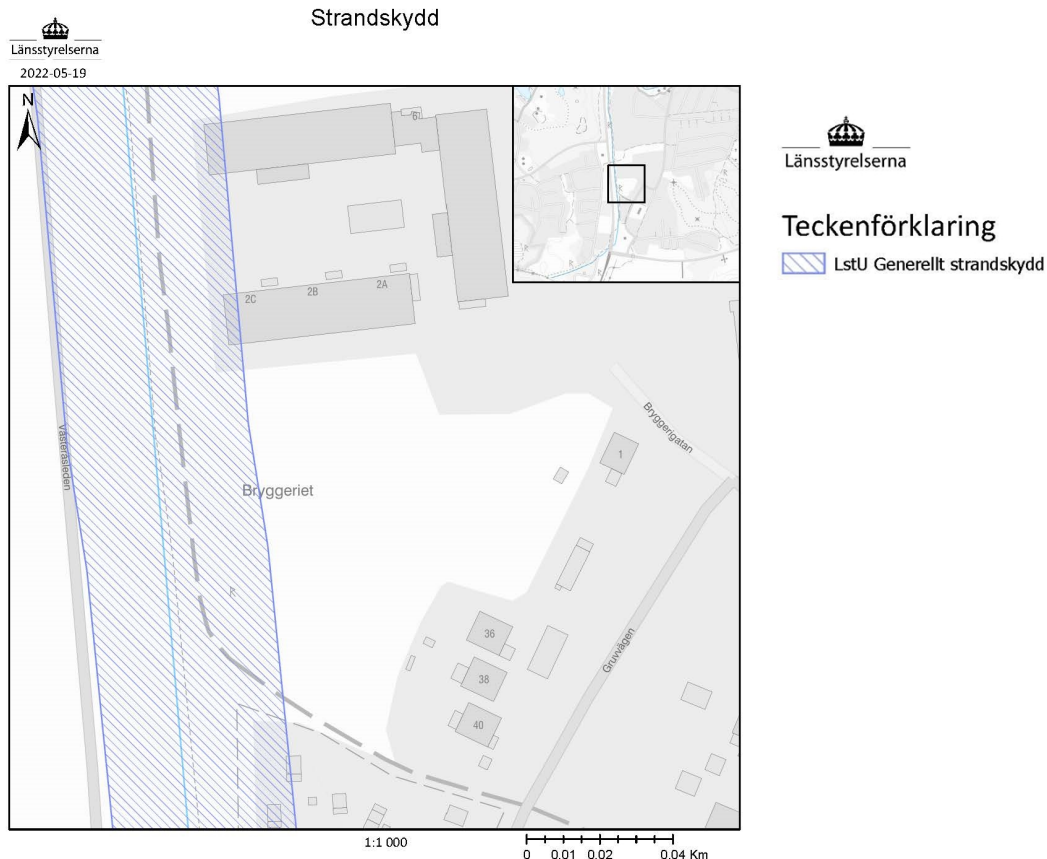 Strandskydd
Länsstyrelserna
2022-05-19
N
6
2C
2B
2A
Västeråsleden
Bryggeriet
R
Bryggerigatan
1
36
38
40
Gruvvägen
1:1 000
0 0.01 0.02 0.04 Km
Länsstyrelserna
Teckenförklaring
LstU Generellt strandskydd